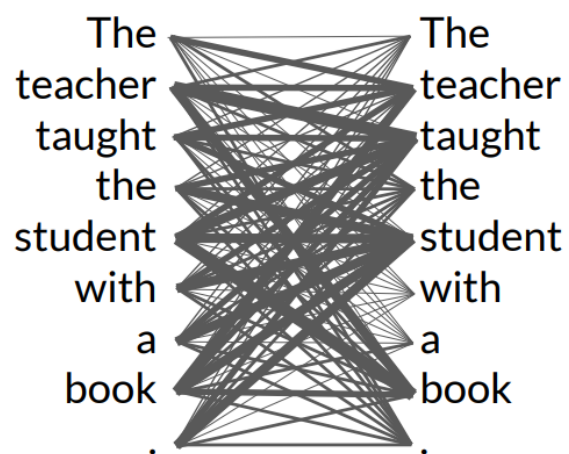 The The
teacher teacher
taught taught
the the
student student
with with
a a
book book
. .